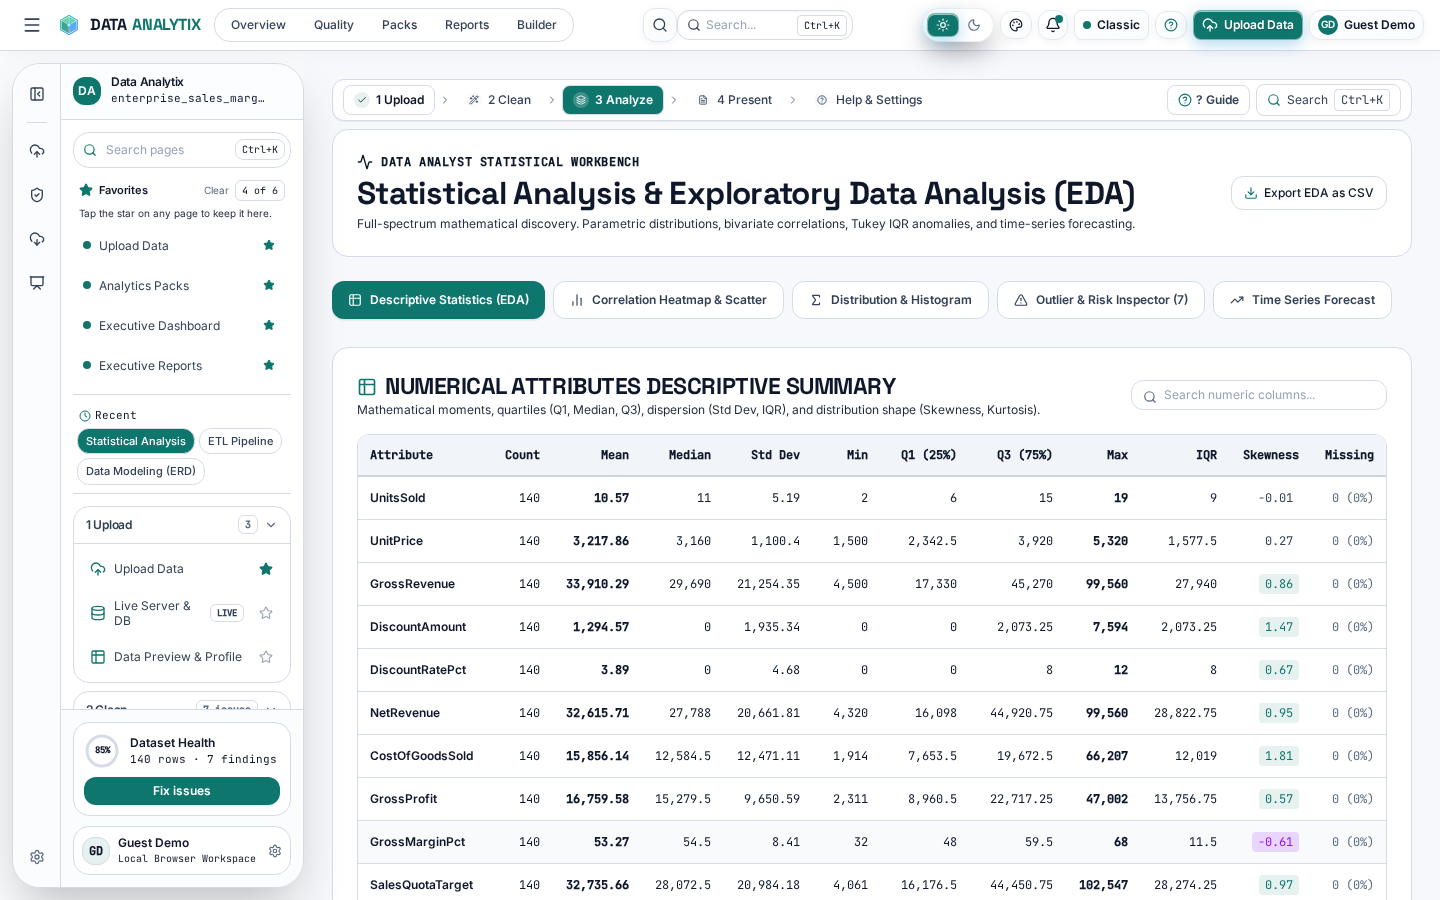 DATA ANALYTIX
Overview Quality Packs Reports Builder
Search... Ctrl+K
Classic
Upload Data
GD Guest Demo
DA Data Analytix
enterprise_sales_marg…
Search pages Ctrl+K
Favorites Clear 4 of 6
Tap the star on any page to keep it here.
Upload Data
Analytics Packs
Executive Dashboard
Executive Reports
Recent
Statistical Analysis ETL Pipeline
Data Modeling (ERD)
1 Upload 3
Upload Data
Live Server & DB LIVE
Data Preview & Profile
85% Dataset Health
140 rows · 7 findings
Fix issues
GD Guest Demo
Local Browser Workspace
1 Upload 2 Clean 3 Analyze 4 Present Help & Settings
? Guide Search Ctrl+K
DATA ANALYST STATISTICAL WORKBENCH
Statistical Analysis & Exploratory Data Analysis (EDA)
Full-spectrum mathematical discovery. Parametric distributions, bivariate correlations, Tukey IQR anomalies, and time-series forecasting.
Export EDA as CSV
Descriptive Statistics (EDA) Correlation Heatmap & Scatter Distribution & Histogram Outlier & Risk Inspector (7) Time Series Forecast
NUMERICAL ATTRIBUTES DESCRIPTIVE SUMMARY
Mathematical moments, quartiles (Q1, Median, Q3), dispersion (Std Dev, IQR), and distribution shape (Skewness, Kurtosis).
Search numeric columns...
Attribute Count Mean Median Std Dev Min Q1 (25%) Q3 (75%) Max IQR Skewness Missing
UnitsSold 140 10.57 11 5.19 2 6 15 19 9 -0.01 0 (0%)
UnitPrice 140 3,217.86 3,160 1,100.4 1,500 2,342.5 3,920 5,320 1,577.5 0.27 0 (0%)
GrossRevenue 140 33,910.29 29,690 21,254.35 4,500 17,330 45,270 99,560 27,940 0.86 0 (0%)
DiscountAmount 140 1,294.57 0 1,935.34 0 0 2,073.25 7,594 2,073.25 1.47 0 (0%)
DiscountRatePct 140 3.89 0 4.68 0 0 8 12 8 0.67 0 (0%)
NetRevenue 140 32,615.71 27,788 20,661.81 4,320 16,098 44,920.75 99,560 28,822.75 0.95 0 (0%)
CostOfGoodsSold 140 15,856.14 12,584.5 12,471.11 1,914 7,653.5 19,672.5 66,207 12,019 1.81 0 (0%)
GrossProfit 140 16,759.58 15,279.5 9,650.59 2,311 8,960.5 22,717.25 47,002 13,756.75 0.57 0 (0%)
GrossMarginPct 140 53.27 54.5 8.41 32 48 59.5 68 11.5 -0.61 0 (0%)
SalesQuotaTarget 140 32,735.66 28,072.5 20,984.18 4,061 16,176.5 44,450.75 102,547 28,274.25 0.97 0 (0%)